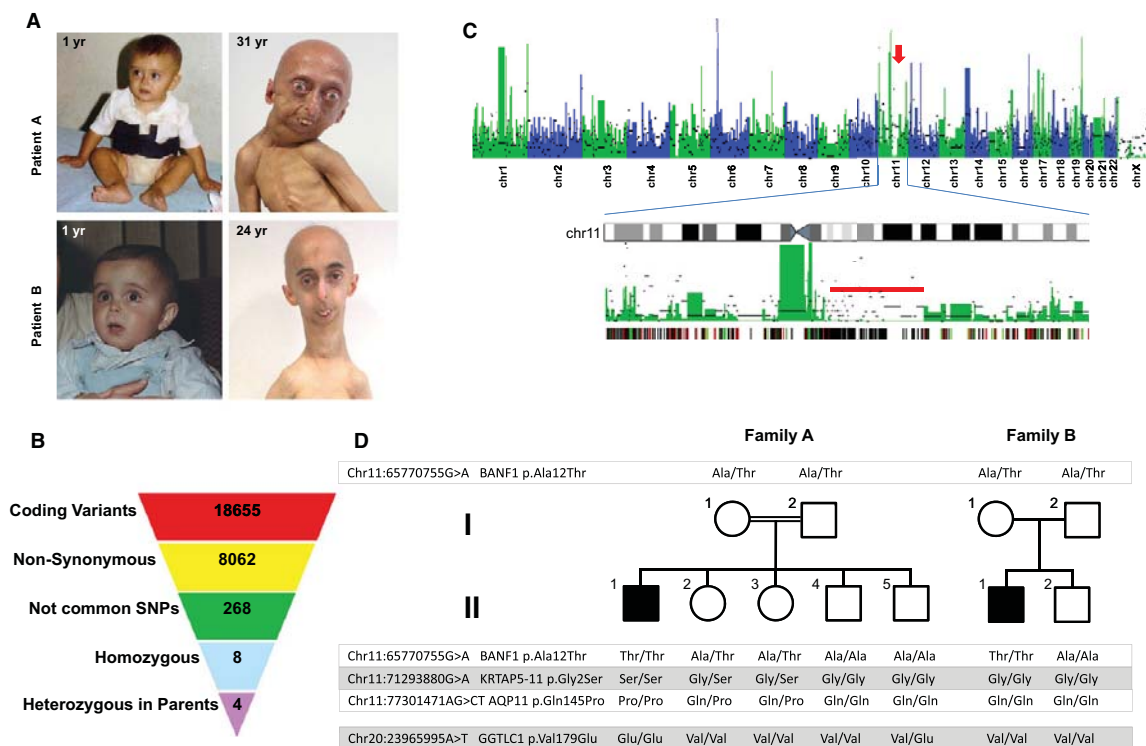 A
1 yr
31 yr
Patient A
1 yr
24 yr
Patient B
C
chr1 chr2 chr3 chr4 chr5 chr6 chr7 chr8 chr9 chr10 chr11 chr12 chr13 chr14 chr15 chr16 chr17 chr18 chr19 chr20 chr21 chr22 chrX
chr11
B
Coding Variants 18655
Non-Synonymous 8062
Not common SNPs 268
Homozygous 8
Heterozygous in Parents 4
D
Family A Family B
Chr11:65770755G>A BANF1 p.Ala12Thr Ala/Thr Ala/Thr Ala/Thr Ala/Thr
I 1 2 1 2
II 1 2 3 4 5 1 2
Chr11:65770755G>A BANF1 p.Ala12Thr Thr/Thr Ala/Thr Ala/Thr Ala/Ala Ala/Ala Thr/Thr Ala/Ala
Chr11:71293880G>A KRTAP5-11 p.Gly2Ser Ser/Ser Gly/Ser Gly/Ser Gly/Gly Gly/Gly Gly/Gly Gly/Gly
Chr11:77301471AG>CT AQP11 p.Gln145Pro Pro/Pro Gln/Pro Gln/Pro Gln/Gln Gln/Gln Gln/Gln Gln/Gln
Chr20:23965995A>T GGTLC1 p.Val179Glu Glu/Glu Val/Val Val/Val Val/Val Val/Glu Val/Val Val/Val